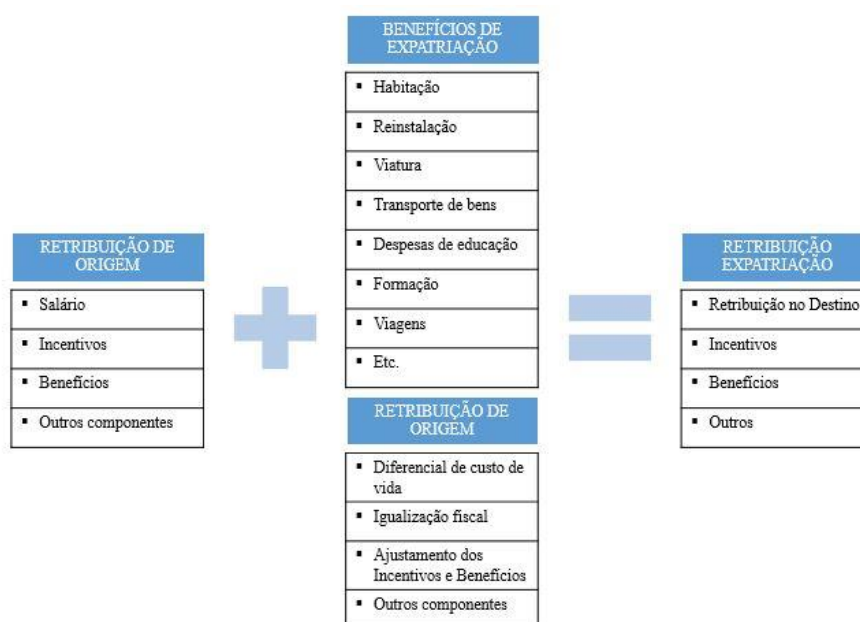 RETRIBUIÇÃO DE
ORIGEM
▪ Salário
▪ Incentivos
▪ Benefícios
▪ Outros componentes
BENEFÍCIOS DE
EXPATRIAÇÃO
▪ Habitação
▪ Reinstalação
▪ Viatura
▪ Transporte de bens
▪ Despesas de educação
▪ Formação
▪ Viagens
▪ Etc.
RETRIBUIÇÃO DE
ORIGEM
▪ Diferencial de custo de
vida
▪ Igualização fiscal
▪ Ajustamento dos
Incentivos e Benefícios
▪ Outros componentes
RETRIBUIÇÃO
EXPATRIAÇÃO
▪ Retribuição no Destino
▪ Incentivos
▪ Benefícios
▪ Outros